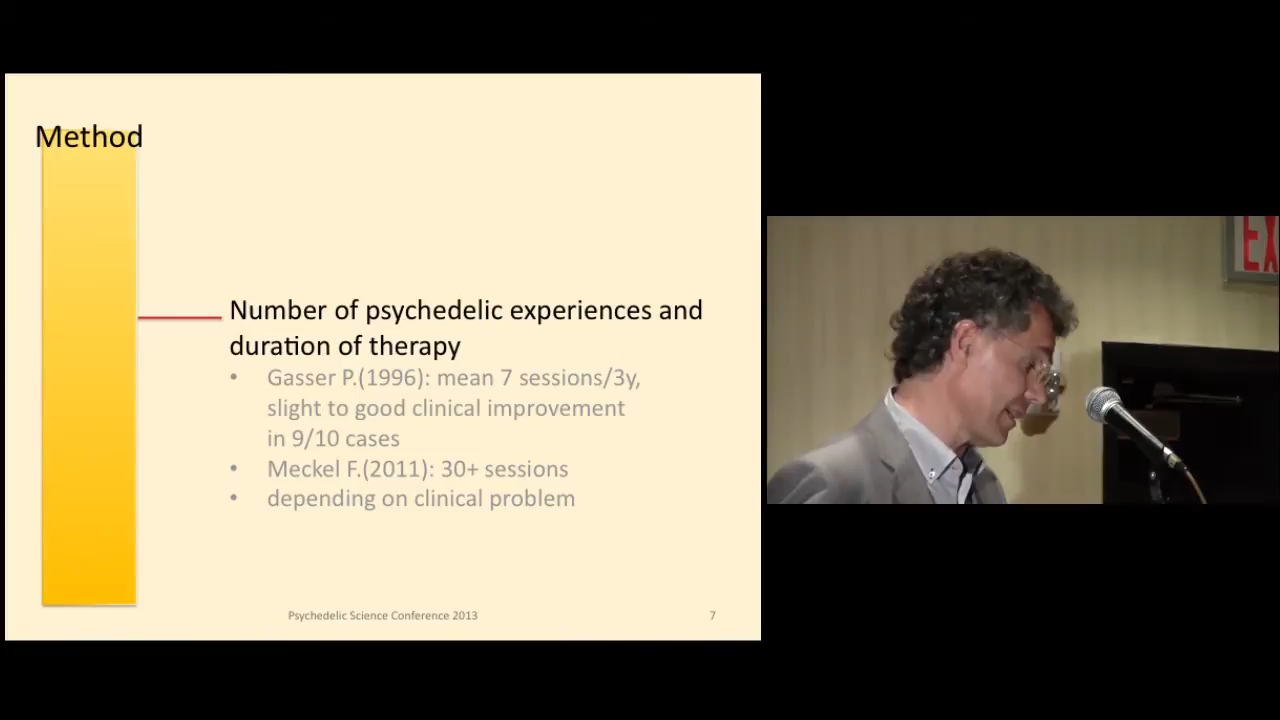 Method
Number of psychedelic experiences and
duration of therapy
• Gasser P.(1996): mean 7 sessions/3y,
slight to good clinical improvement
in 9/10 cases
• Meckel F.(2011): 30+ sessions
• depending on clinical problem
Psychedelic Science Conference 2013
7
EX